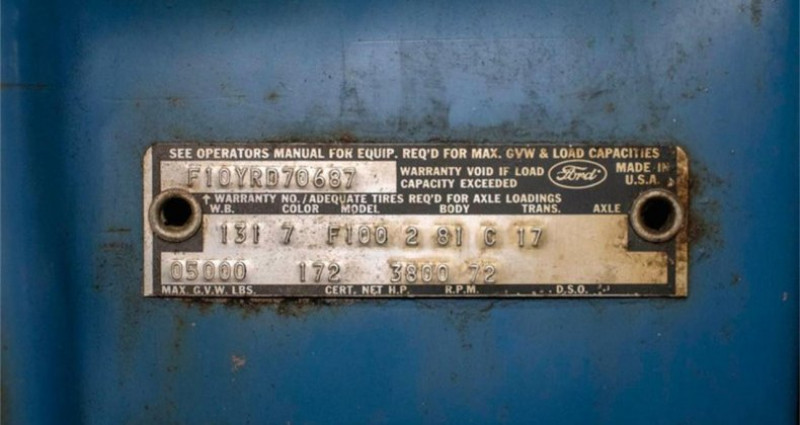 SEE OPERATORS MANUAL FOR EQUIP. REQ'D FOR MAX. GVW & LOAD CAPACITIES
F10YRD70687 WARRANTY VOID IF LOAD CAPACITY EXCEEDED Ford MADE IN U.S.A.
↑ WARRANTY NO./ADEQUATE TIRES REQ'D FOR AXLE LOADINGS
W.B. COLOR MODEL BODY TRANS. AXLE
131 7 F100 2 81 C 17
05000 172 3800 72
MAX. G.V.W. LBS. CERT. NET H.P. R.P.M. D.S.O.